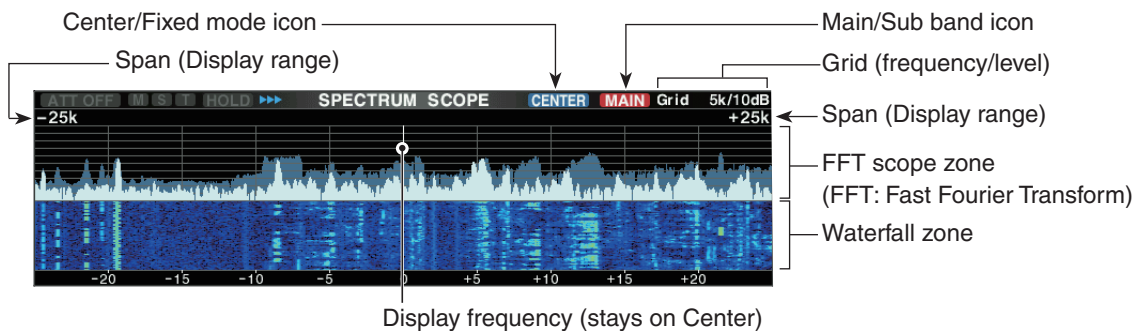 Center/Fixed mode icon
Main/Sub band icon
Span (Display range)
Grid (frequency/level)
ATT OFF M S T HOLD SPECTRUM SCOPE CENTER MAIN Grid 5k/10dB
−25k +25k
Span (Display range)
FFT scope zone
(FFT: Fast Fourier Transform)
Waterfall zone
−20 −15 −10 −5 0 +5 +10 +15 +20
Display frequency (stays on Center)